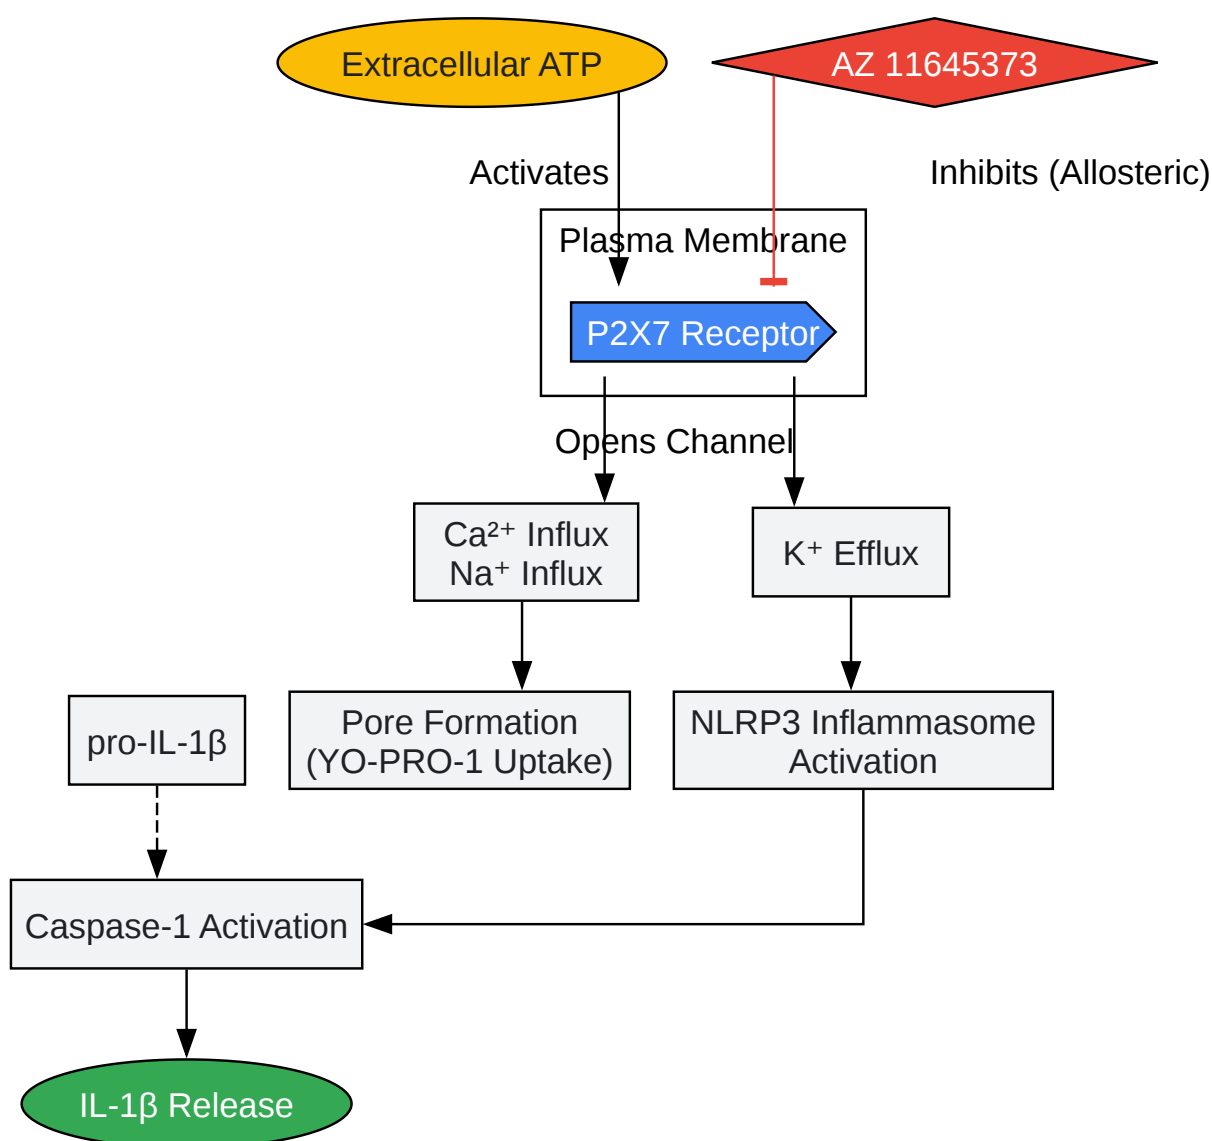 Extracellular ATP
AZ 11645373
Activates
Inhibits (Allosteric)
Plasma Membrane
P2X7 Receptor
Opens Channel
Ca²⁺ Influx
Na⁺ Influx
K⁺ Efflux
pro-IL-1β
Pore Formation
(YO-PRO-1 Uptake)
NLRP3 Inflammasome
Activation
Caspase-1 Activation
IL-1β Release